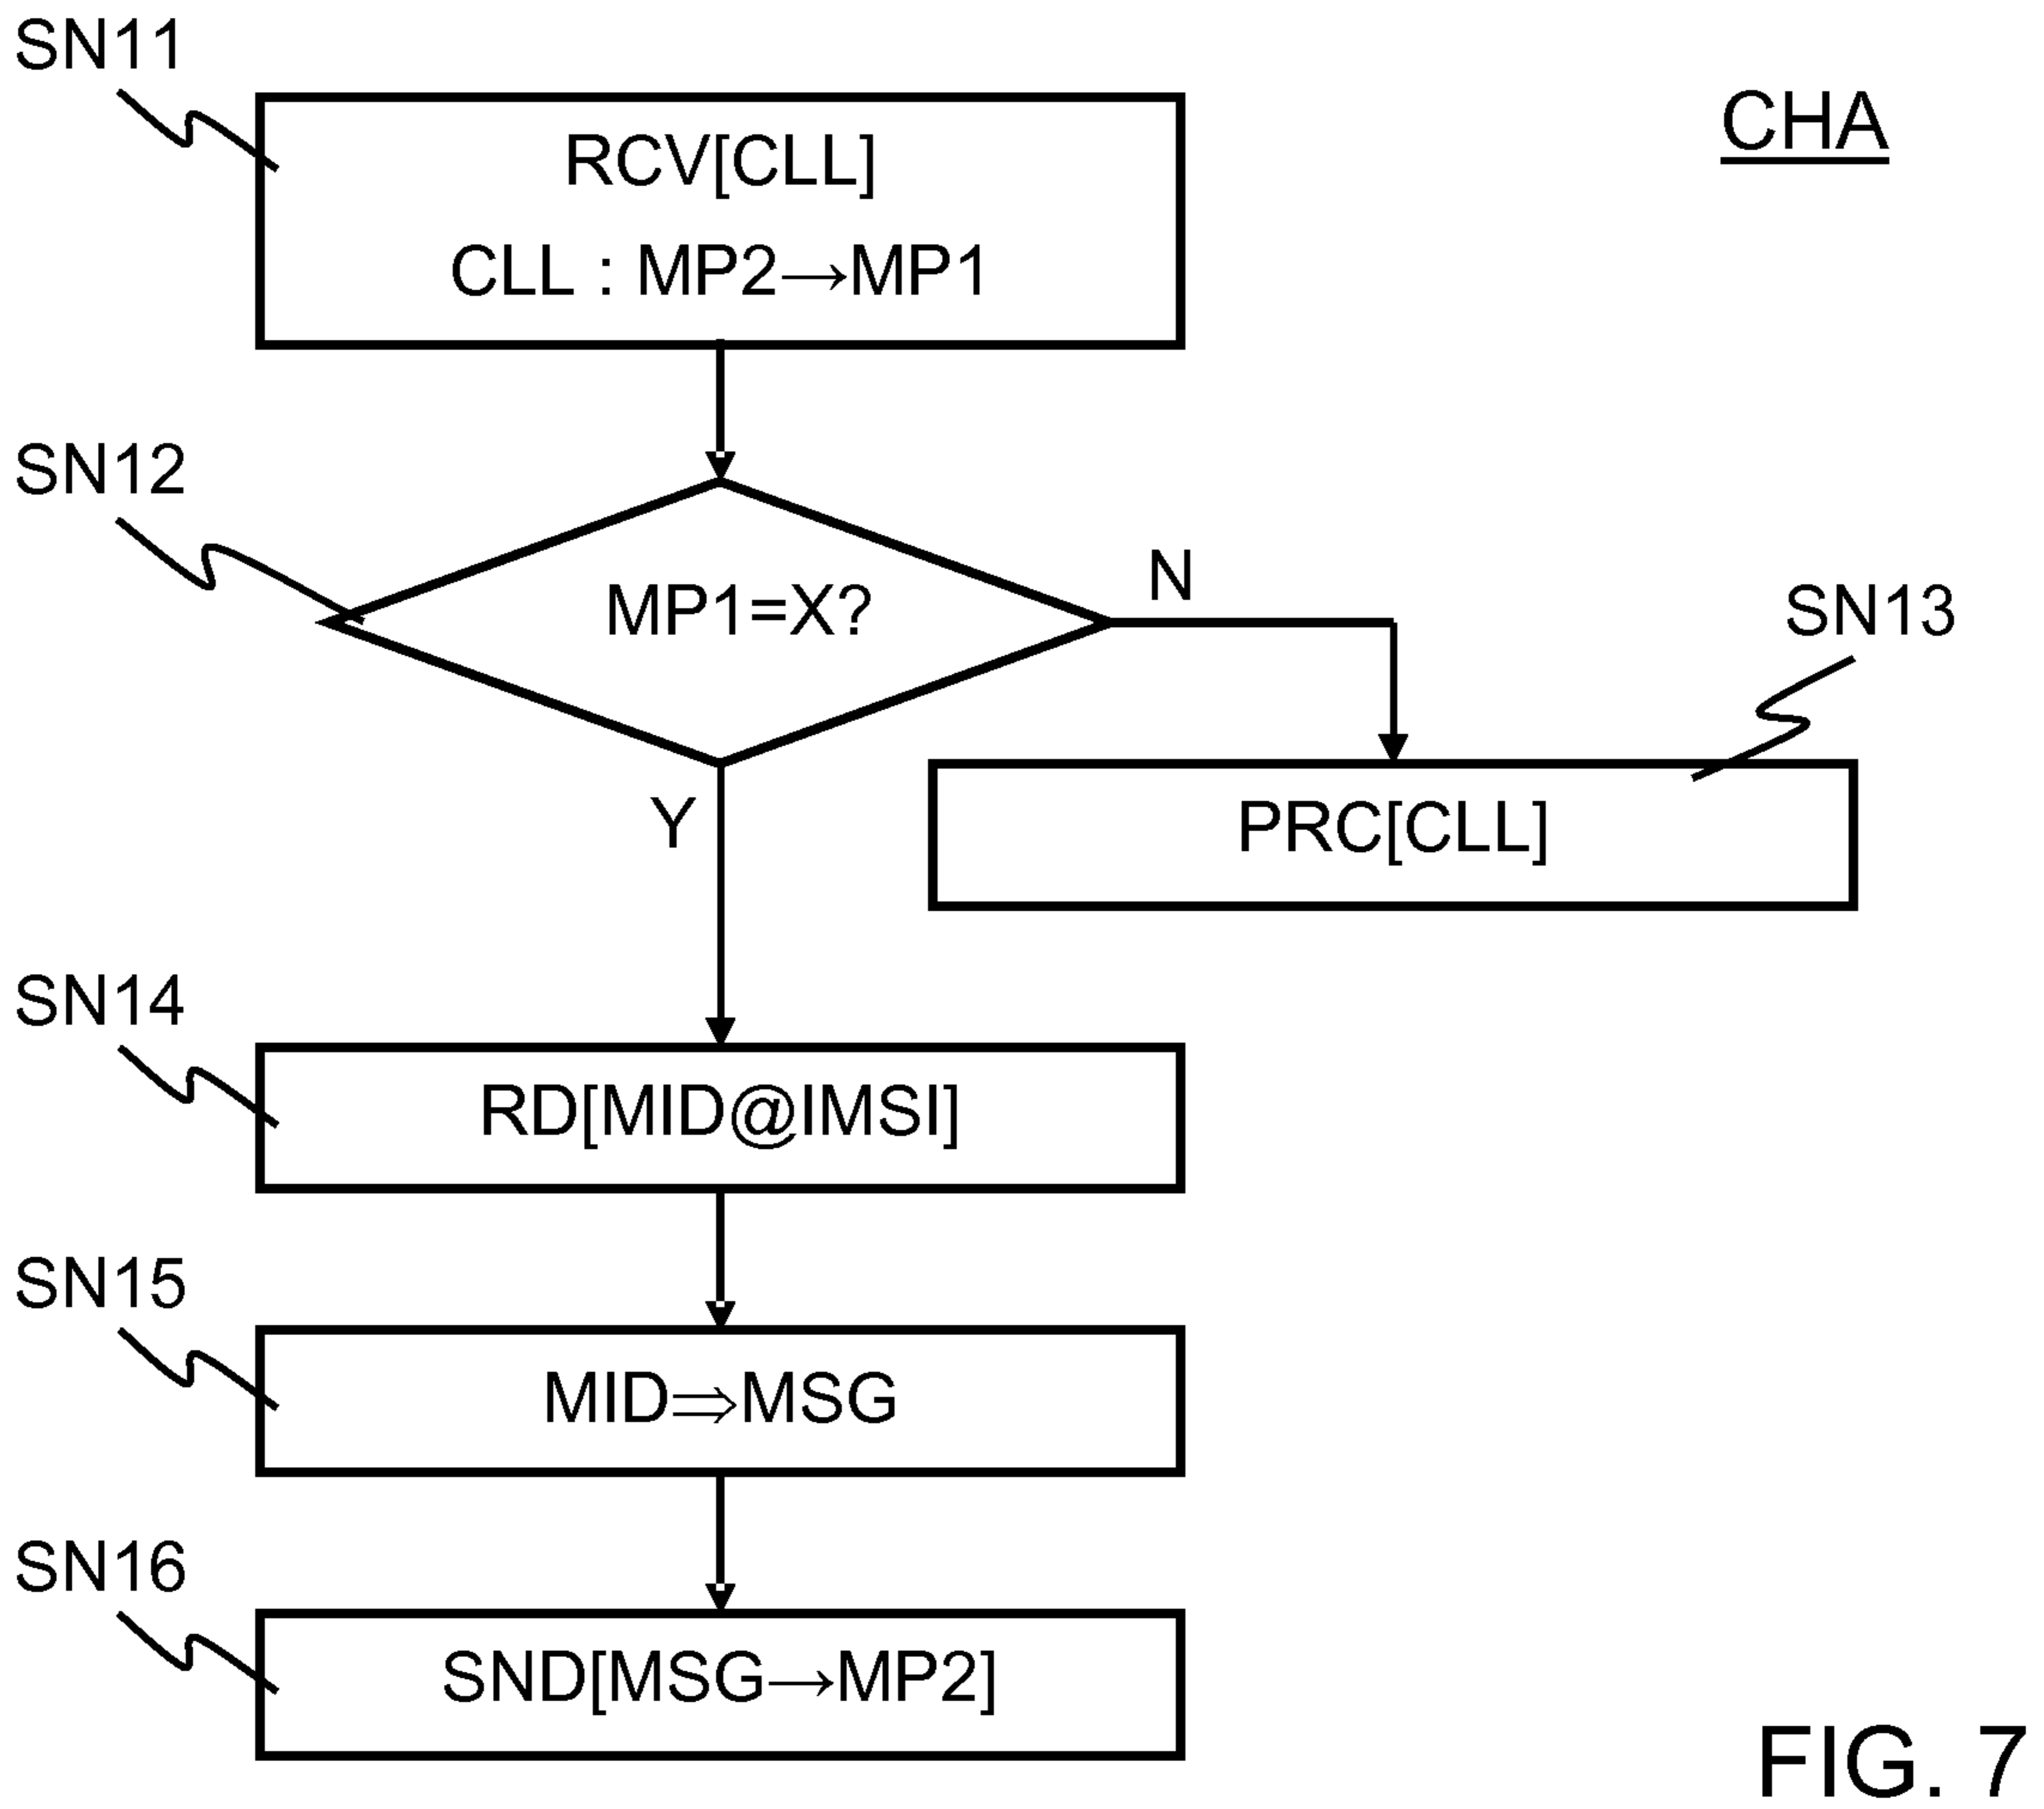 SN11
CHA
RCV[CLL]
CLL : MP2→MP1
SN12
MP1=X?
N
SN13
Y
PRC[CLL]
SN14
RD[MID@IMSI]
SN15
MID⇒MSG
SN16
SND[MSG→MP2]
FIG. 7